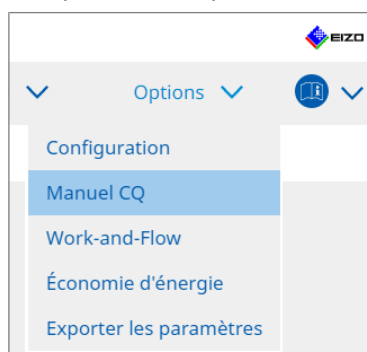 EIZO
Options
Configuration
Manuel CQ
Work-and-Flow
Économie d'énergie
Exporter les paramètres